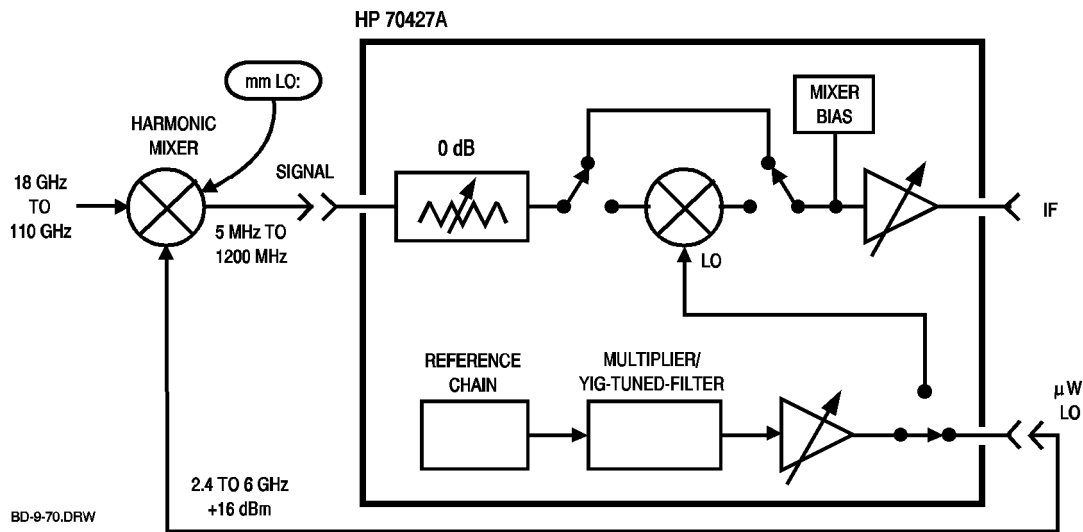 HP 70427A
mm LO:
HARMONIC
MIXER
SIGNAL
0 dB
MIXER
BIAS
18 GHz
TO
110 GHz
5 MHz TO
1200 MHz
LO
IF
REFERENCE
CHAIN
MULTIPLIER/
YIG-TUNED-FILTER
μW
LO
2.4 TO 6 GHz
+16 dBm
BD-9-70.DRW